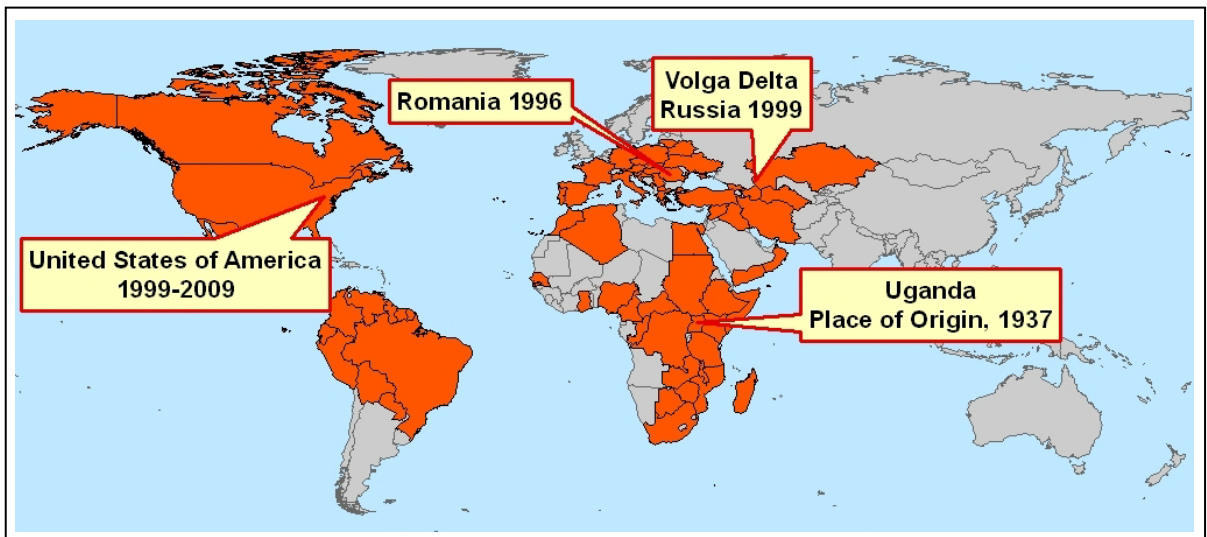 Romania 1996
Volga Delta
Russia 1999
United States of America
1999-2009
Uganda
Place of Origin, 1937